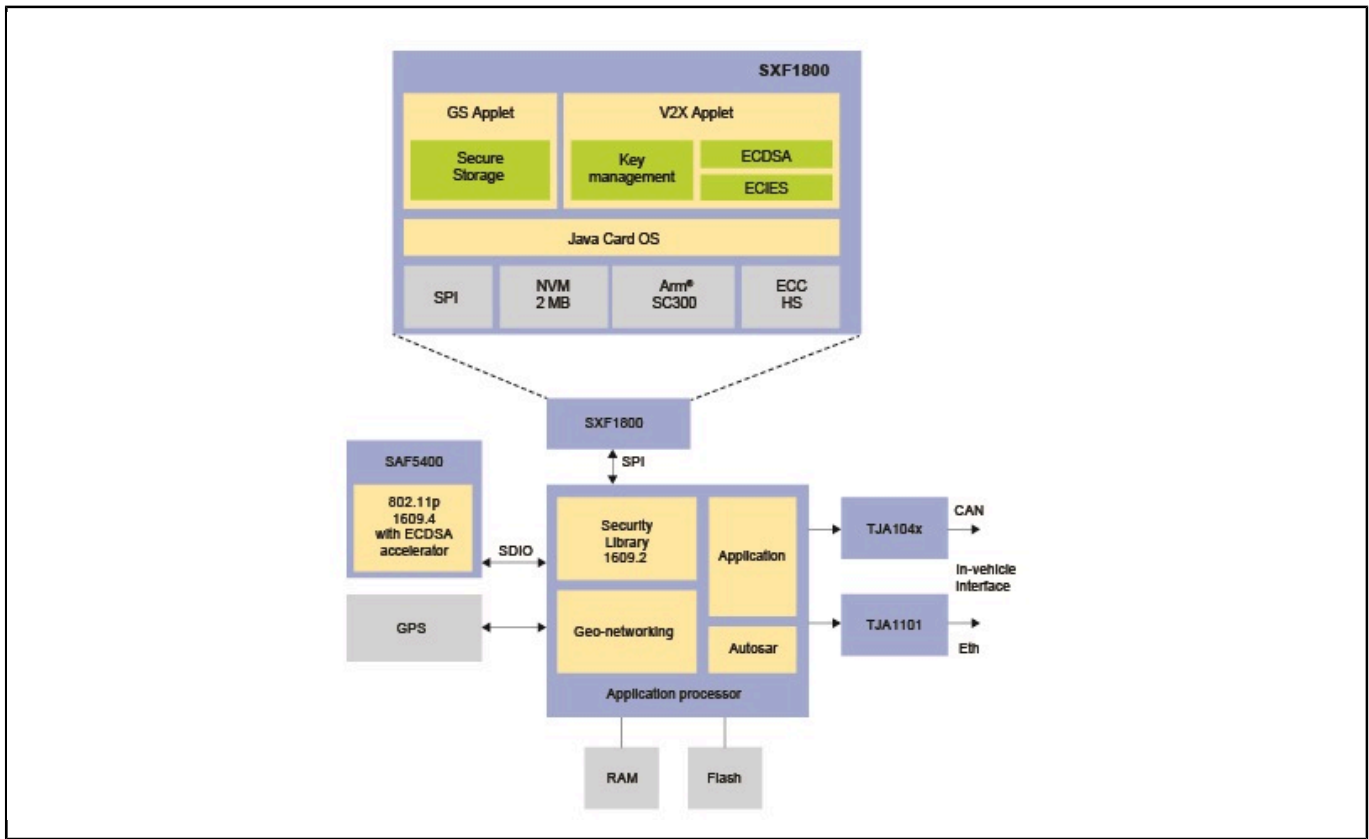 SXF1800
GS Applet
V2X Applet
Secure
Storage
Key
management
ECDSA
ECIES
Java Card OS
SPI
NVM
2 MB
Arm®
SC300
ECC
HS
SXF1800
SPI
SAF5400
802.11p
1609.4
with ECDSA
accelerator
SDIO
GPS
Security
Library
1609.2
Application
Geo-networking
Autosar
Application processor
TJA104x
CAN
In-vehicle
Interface
TJA1101
Eth
RAM
Flash